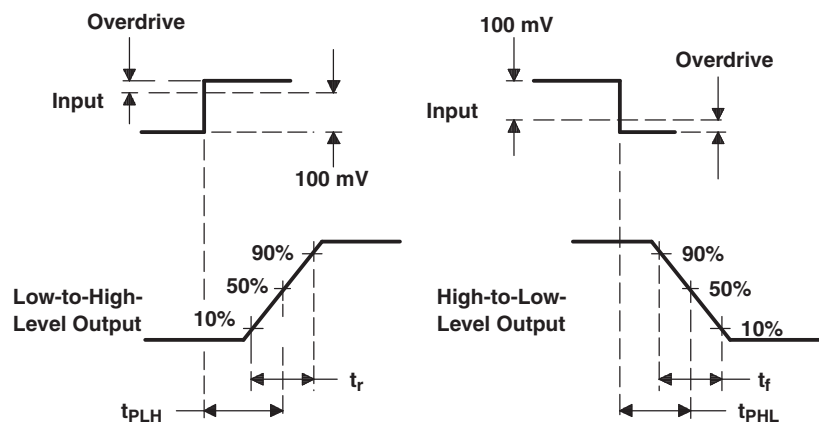 Overdrive
Input
100 mV
90%
50%
10%
Low-to-High-
Level Output
tr
tPLH
100 mV
Overdrive
Input
90%
50%
10%
High-to-Low-
Level Output
tf
tPHL